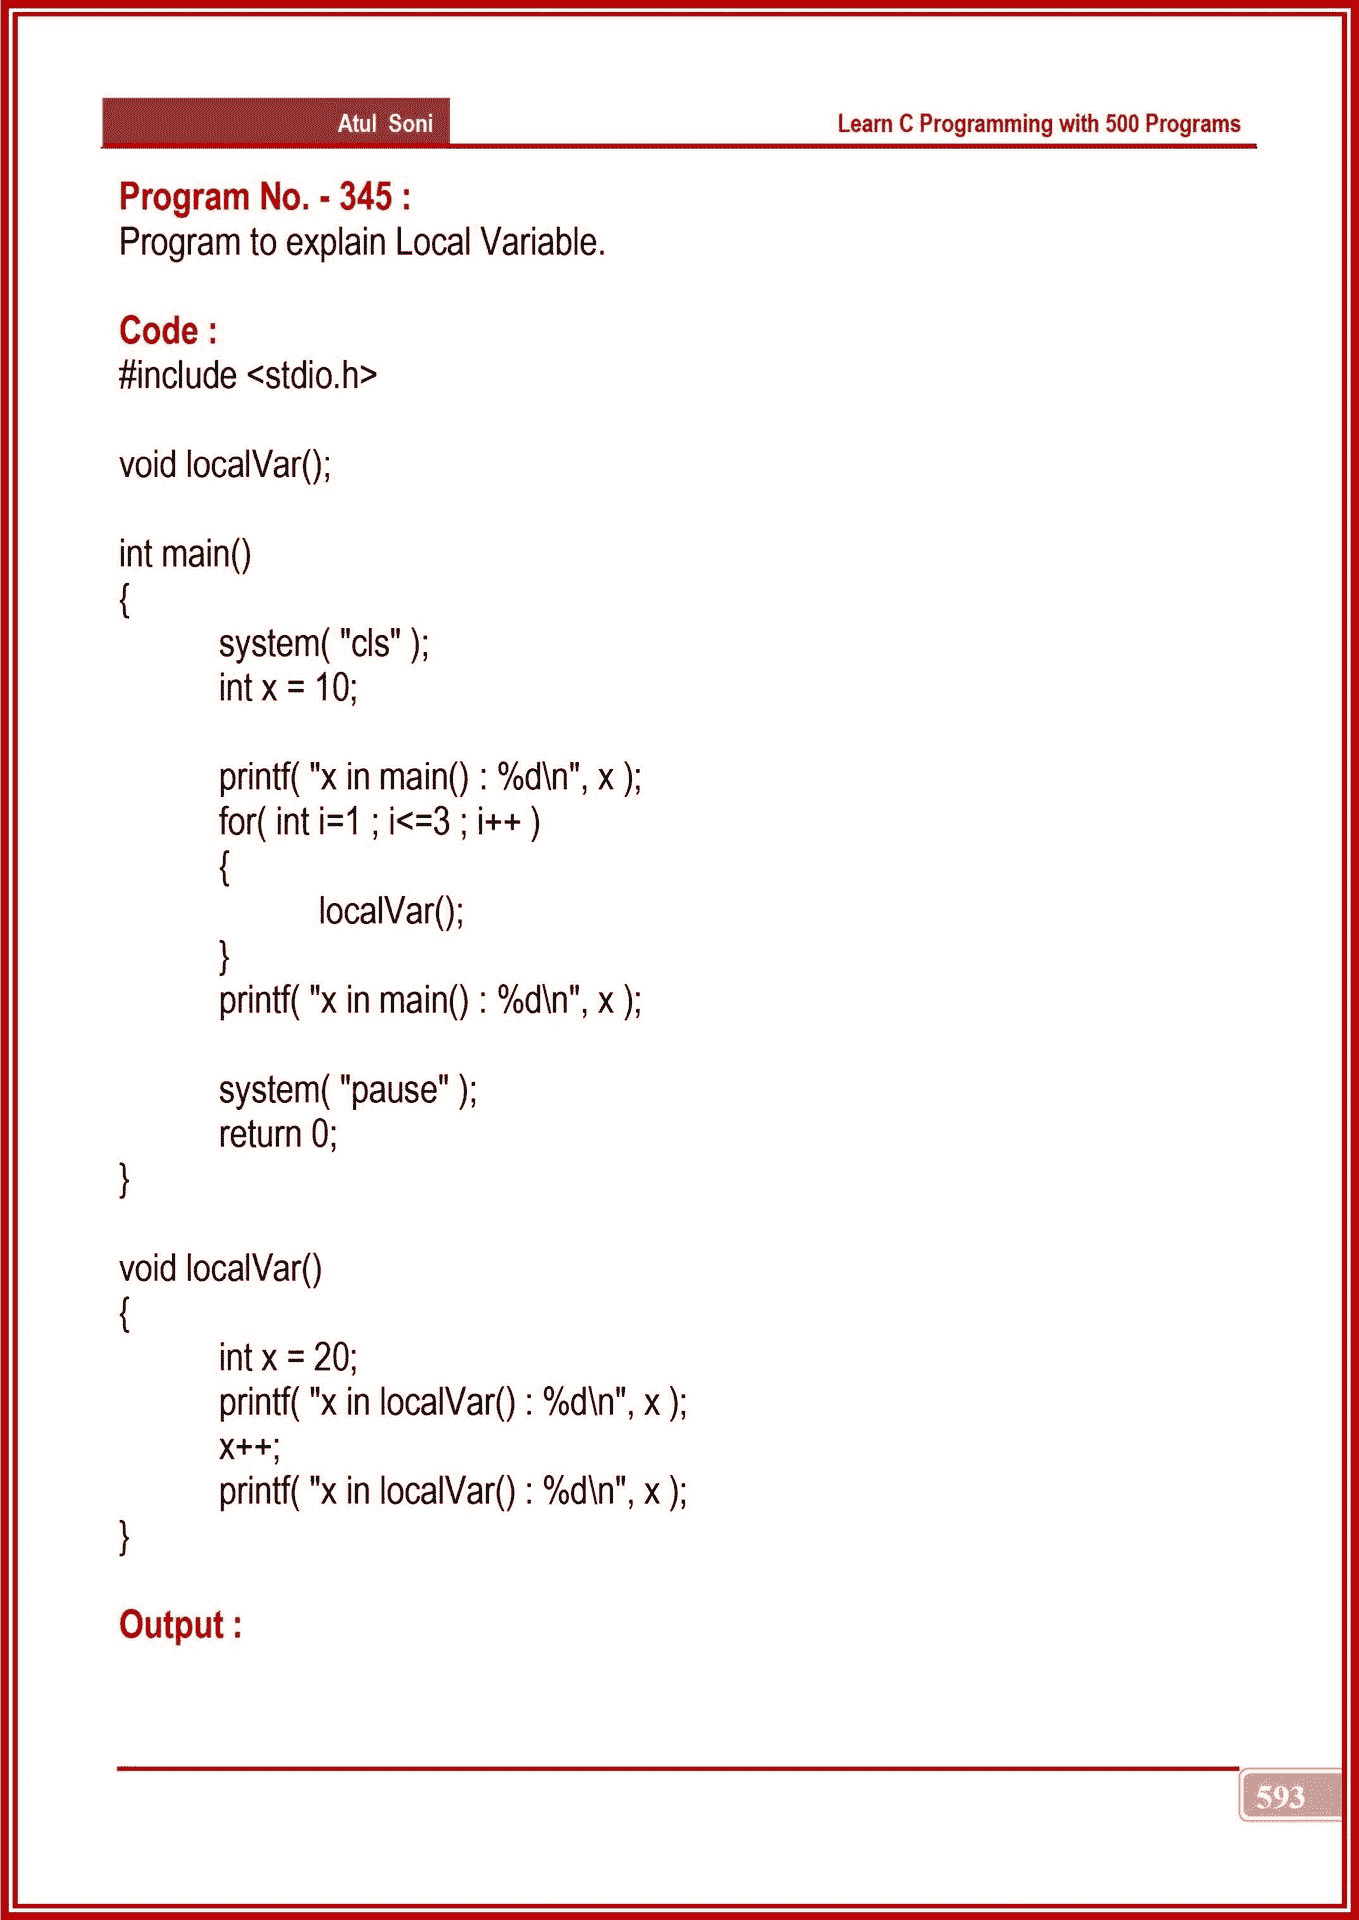 Atul  Soni
Learn C Programming with 500 Programs
Program No. - 345 :
Program to explain Local Variable.
Code :
#include <stdio.h>
void localVar();
int main()
{
system( "cls" );
int x = 10;
printf( "x in main() : %d\n", x );
for( int i=1 ; i<=3 ; i++ )
{
localVar();
}
printf( "x in main() : %d\n", x );
system( "pause" );
return 0;
}
void localVar()
{
int x = 20;
printf( "x in localVar() : %d\n", x );
x++;
printf( "x in localVar() : %d\n", x );
}
Output :
593